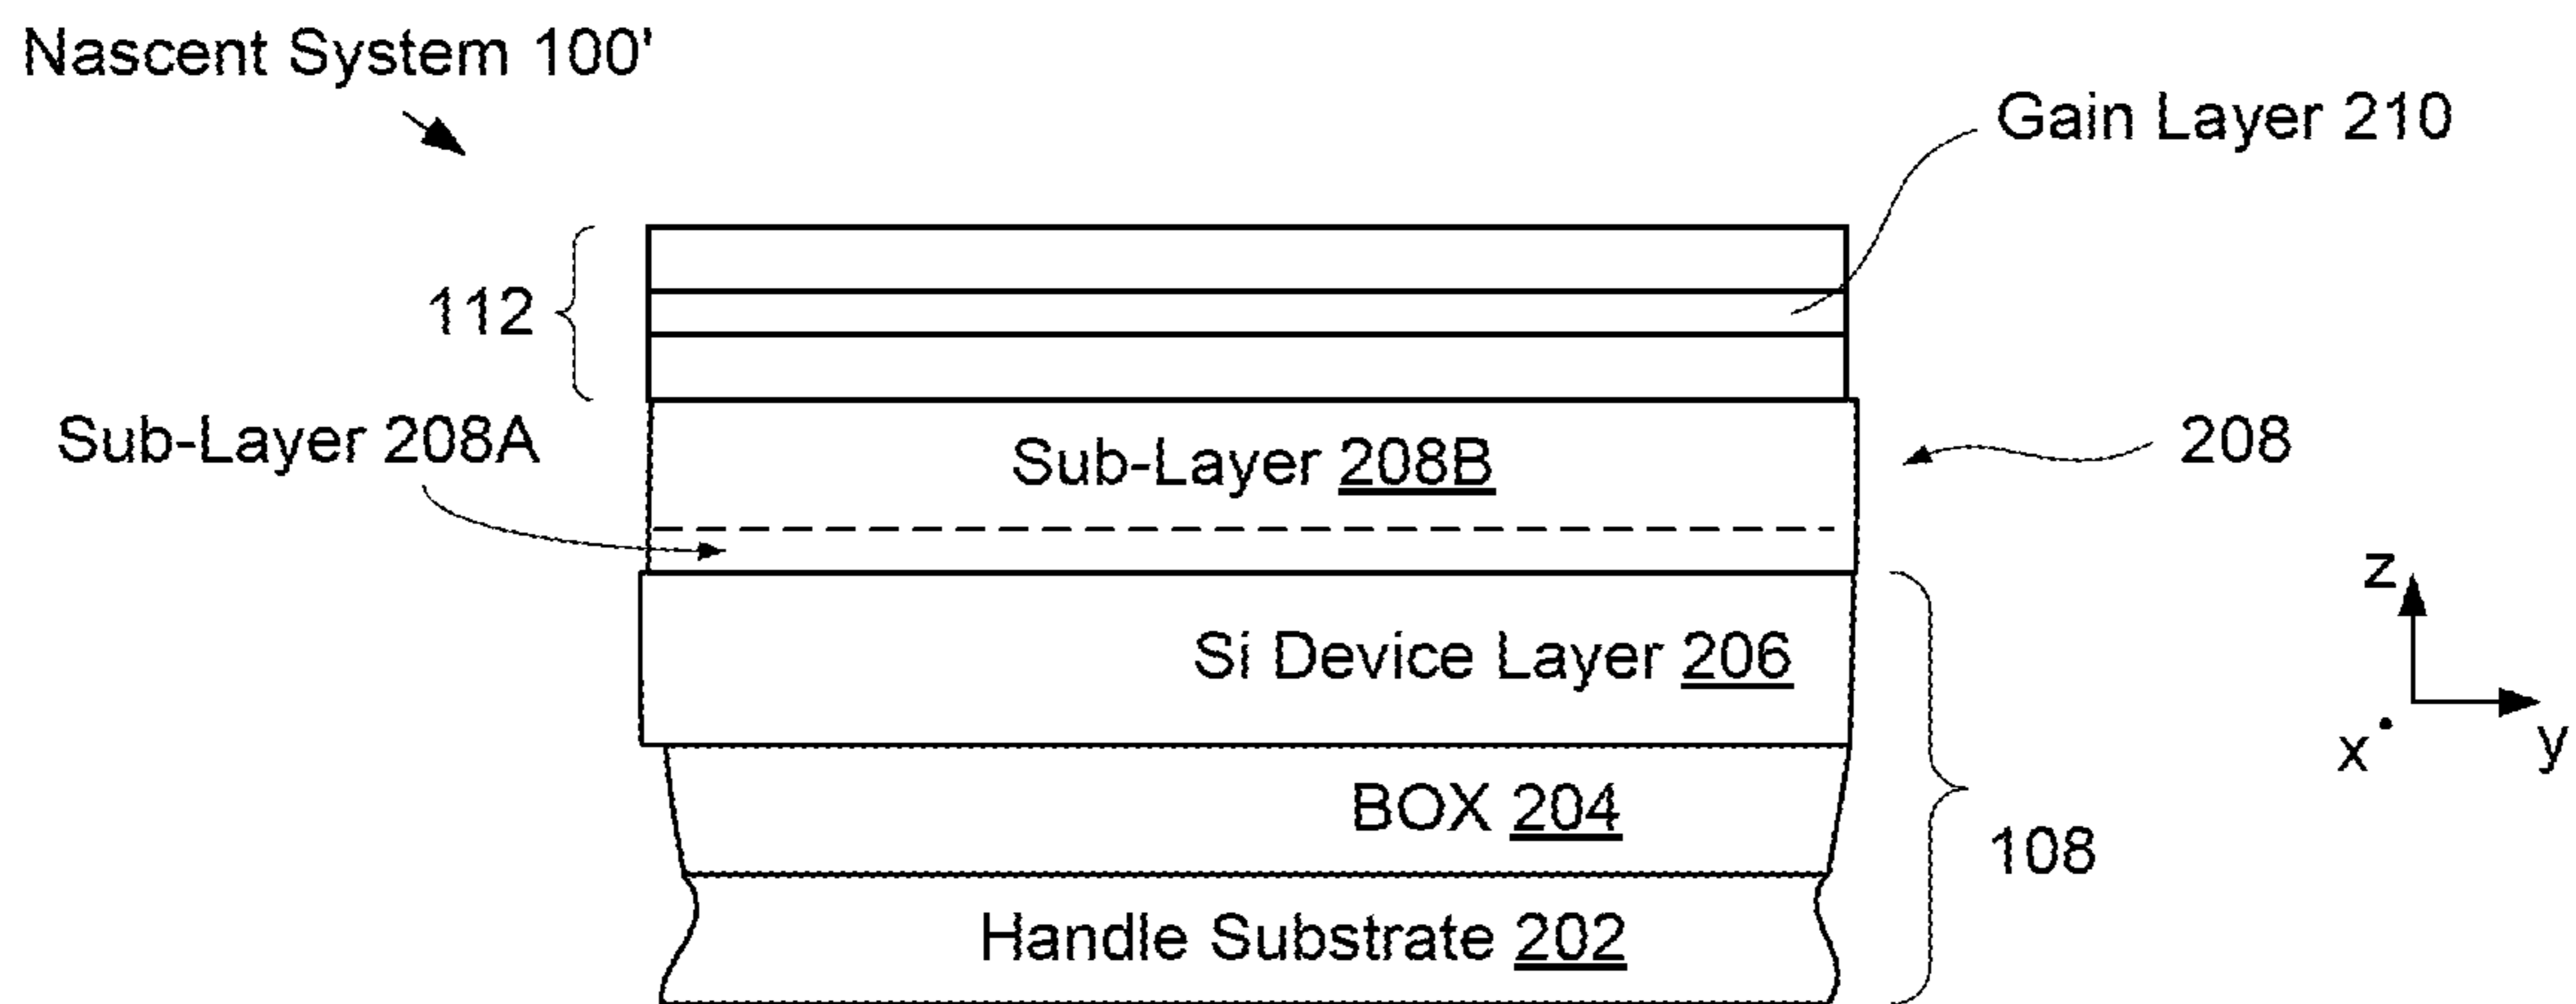 Nascent System 100'
Gain Layer 210
112
Sub-Layer 208A
Sub-Layer 208B
208
Si Device Layer 206
z
x
y
BOX 204
108
Handle Substrate 202